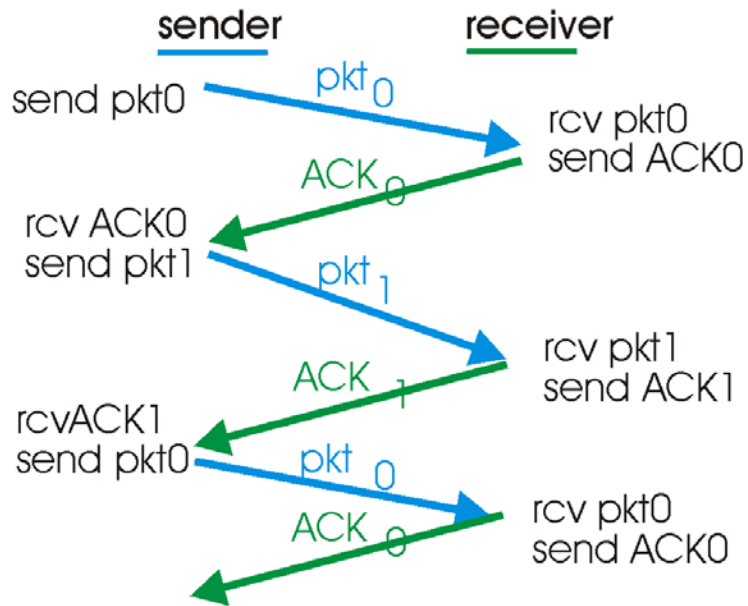 sender
receiver
send pkt0
pkt0
rcv pkt0
send ACK0
ACK0
rcv ACK0
send pkt1
pkt1
rcv pkt1
send ACK1
ACK1
rcvACK1
send pkt0
pkt0
rcv pkt0
send ACK0
ACK0